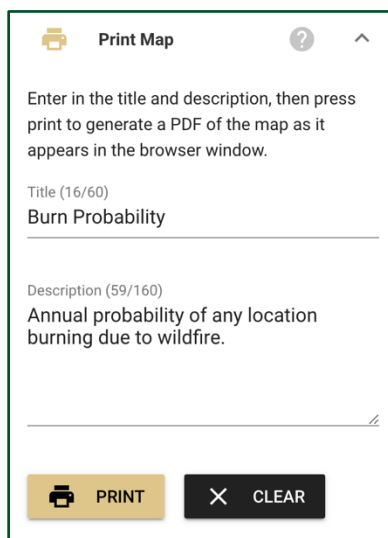 Print Map
Enter in the title and description, then press
print to generate a PDF of the map as it
appears in the browser window.
Title (16/60)
Burn Probability
Description (59/160)
Annual probability of any location
burning due to wildfire.
PRINT
CLEAR